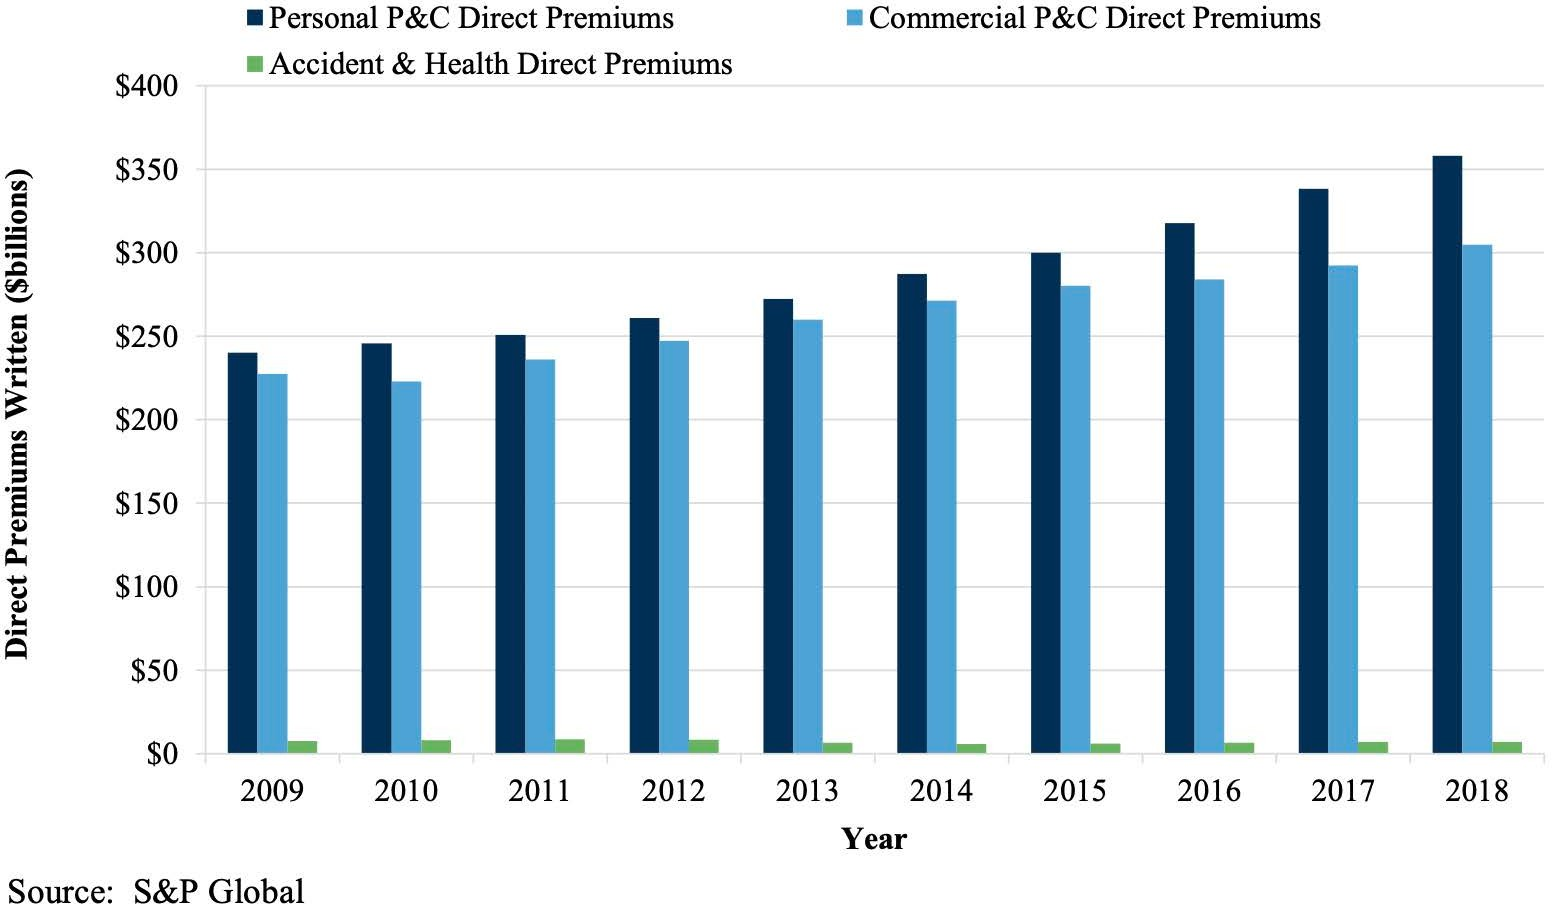 Personal P&C Direct Premiums
Commercial P&C Direct Premiums
Accident & Health Direct Premiums
$400
$350
$300
$250
$200
$150
$100
$50
$0
Direct Premiums Written ($billions)
2009 2010 2011 2012 2013 2014 2015 2016 2017 2018
Year
Source: S&P Global